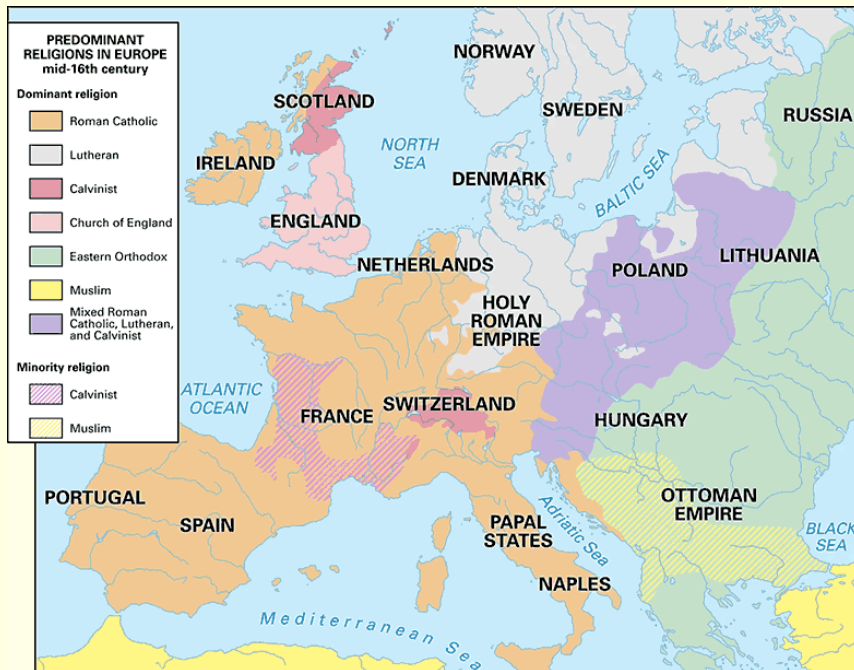 PREDOMINANT
RELIGIONS IN EUROPE
mid-16th century
Dominant religion
Roman Catholic
Lutheran
Calvinist
Church of England
Eastern Orthodox
Muslim
Mixed Roman
Catholic, Lutheran,
and Calvinist
Minority religion
Calvinist
Muslim
NORWAY
SWEDEN
RUSSIA
SCOTLAND
NORTH
SEA
IRELAND
DENMARK
BALTIC SEA
ENGLAND
NETHERLANDS
POLAND
LITHUANIA
HOLY
ROMAN
EMPIRE
ATLANTIC
OCEAN
FRANCE
SWITZERLAND
HUNGARY
PORTUGAL
SPAIN
PAPAL
STATES
Adriatic Sea
OTTOMAN
EMPIRE
BLACK
SEA
NAPLES
Mediterranean Sea